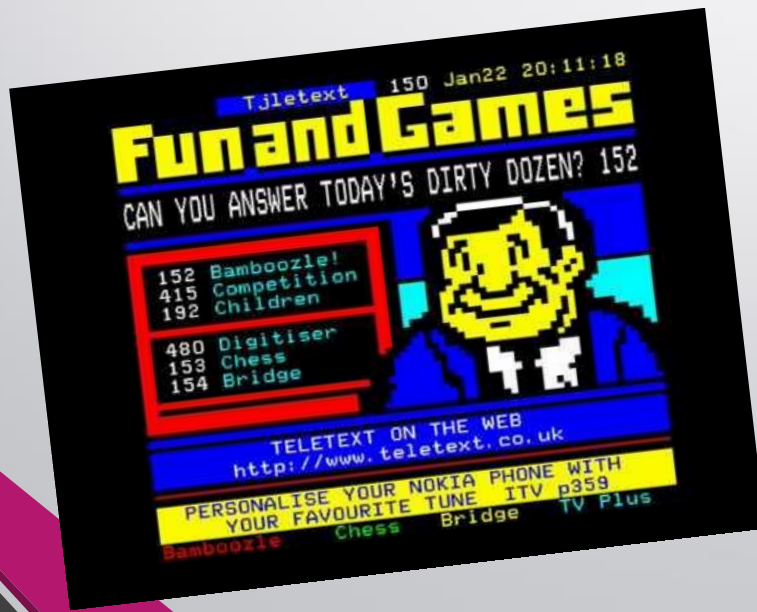 Tjletext 150 Jan22 20:11:18
Fun and Games
CAN YOU ANSWER TODAY'S DIRTY DOZEN? 152
152 Bamboozle!
415 Competition
192 Children
480 Digitiser
153 Chess
154 Bridge
TELETEXT ON THE WEB
http://www.teletext.co.uk
PERSONALISE YOUR NOKIA PHONE WITH
YOUR FAVOURITE TUNE ITV p359
Bamboozle Chess Bridge TV Plus